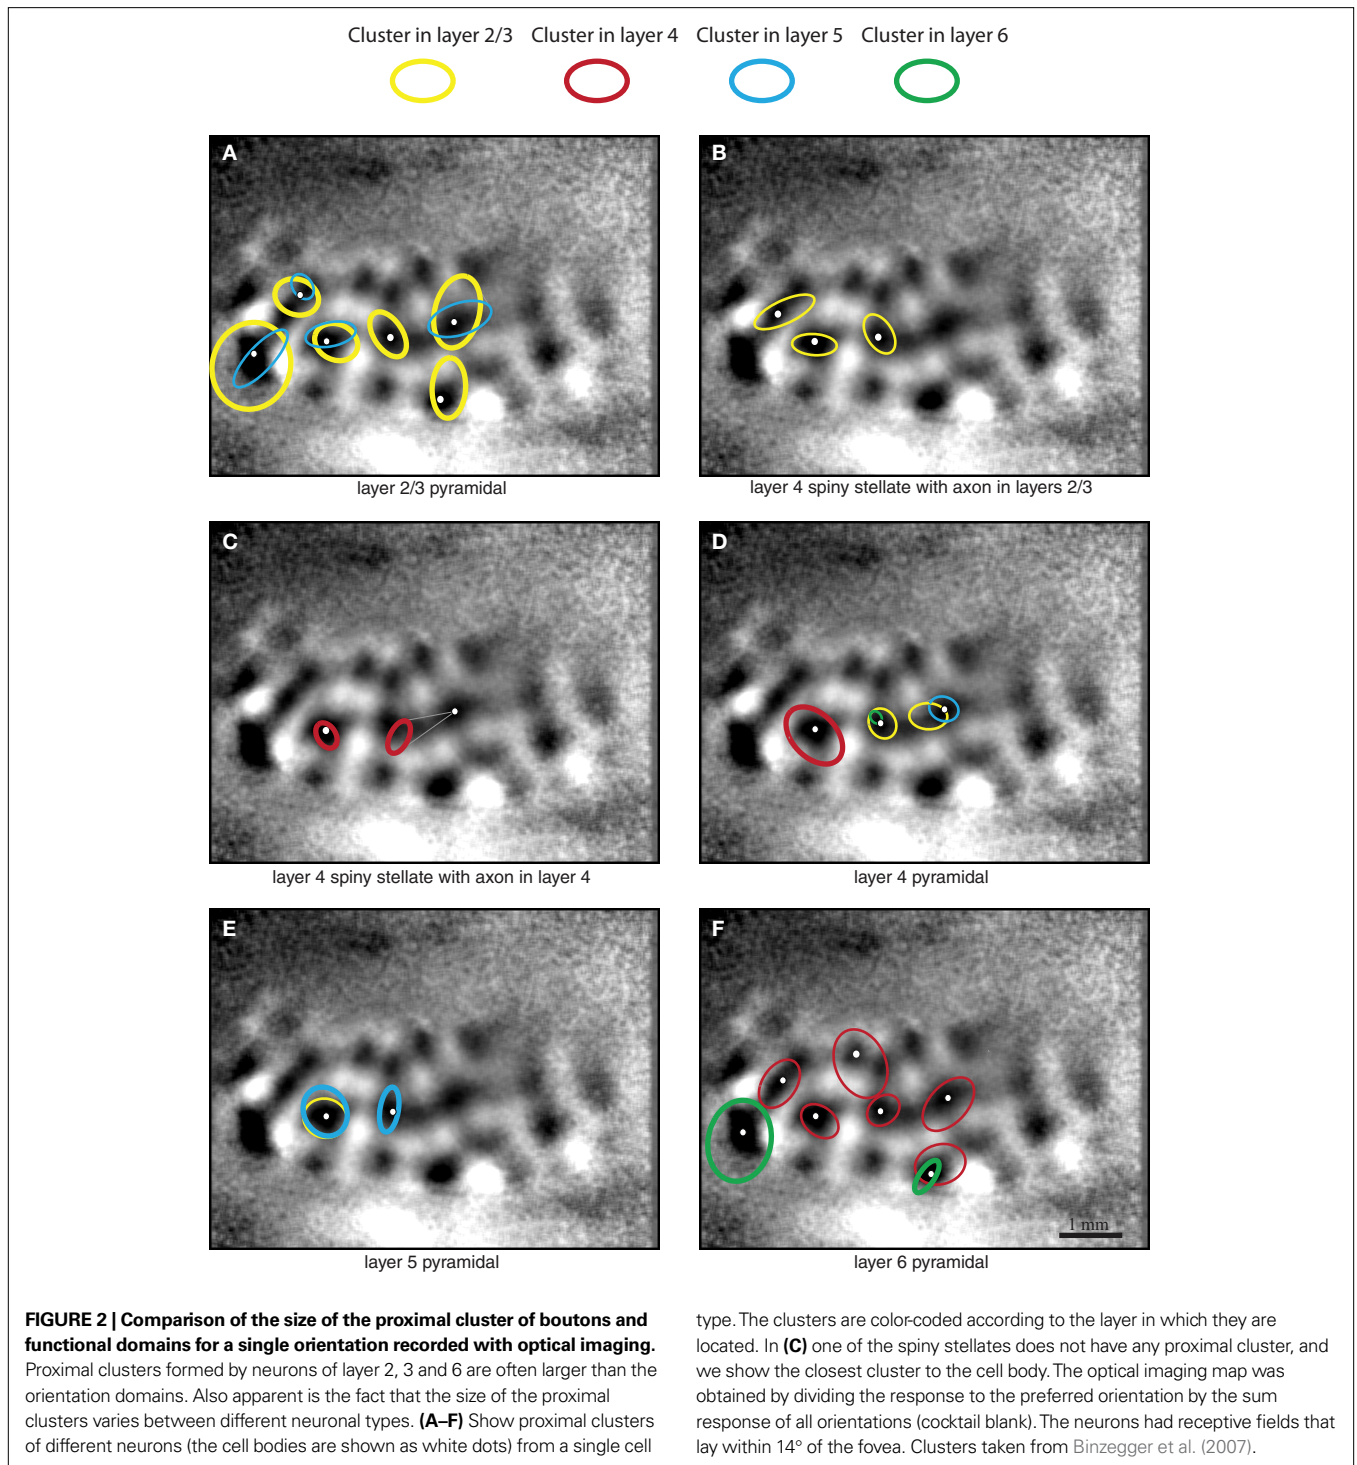 Cluster in layer 2/3 Cluster in layer 4 Cluster in layer 5 Cluster in layer 6
A
B
layer 2/3 pyramidal
layer 4 spiny stellate with axon in layers 2/3
C
D
layer 4 spiny stellate with axon in layer 4
layer 4 pyramidal
E
F
1 mm
layer 5 pyramidal
layer 6 pyramidal
FIGURE 2 | Comparison of the size of the proximal cluster of boutons and
functional domains for a single orientation recorded with optical imaging.
Proximal clusters formed by neurons of layer 2, 3 and 6 are often larger than the
orientation domains. Also apparent is the fact that the size of the proximal
clusters varies between different neuronal types. (A–F) Show proximal clusters
of different neurons (the cell bodies are shown as white dots) from a single cell
type. The clusters are color-coded according to the layer in which they are
located. In (C) one of the spiny stellates does not have any proximal cluster, and
we show the closest cluster to the cell body. The optical imaging map was
obtained by dividing the response to the preferred orientation by the sum
response of all orientations (cocktail blank). The neurons had receptive fields that
lay within 14° of the fovea. Clusters taken from Binzegger et al. (2007).